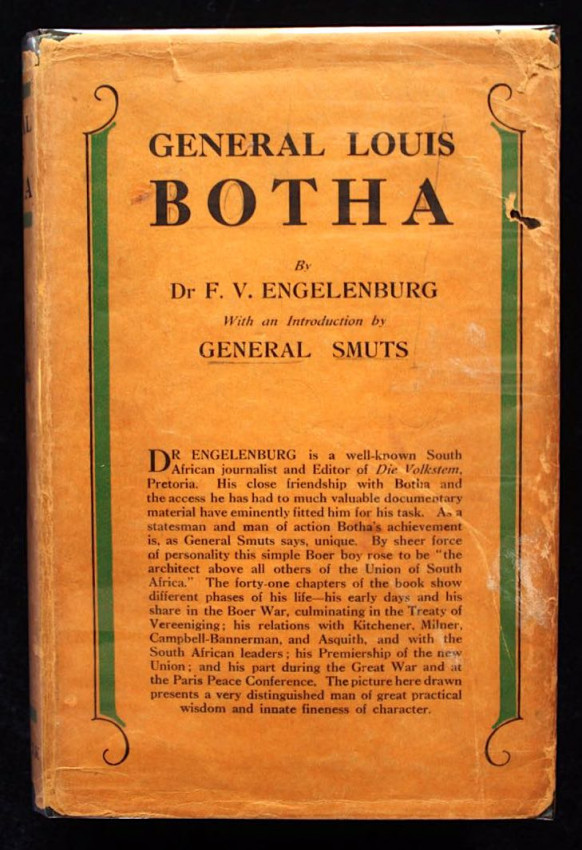 GENERAL LOUIS
BOTHA
By
Dr F. V. ENGELENBURG
With an Introduction by
GENERAL SMUTS
DR ENGELENBURG is a well-known South
African journalist and Editor of Die Volkstem,
Pretoria. His close friendship with Botha and
the access he has had to much valuable documentary
material have eminently fitted him for his task. As a
statesman and man of action Botha's achievement
is, as General Smuts says, unique. By sheer force
of personality this simple Boer boy rose to be "the
architect above all others of the Union of South
Africa." The forty-one chapters of the book show
different phases of his life—his early days and his
share in the Boer War, culminating in the Treaty of
Vereeniging; his relations with Kitchener, Milner,
Campbell-Bannerman, and Asquith, and with the
South African leaders; his Premiership of the new
Union; and his part during the Great War and at
the Paris Peace Conference. The picture here drawn
presents a very distinguished man of great practical
wisdom and innate fineness of character.